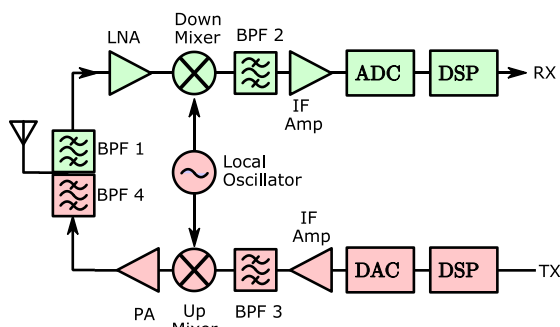 Down
Mixer
LNA
BPF 2
ADC
DSP
RX
IF
Amp
BPF 1
BPF 4
Local
Oscillator
IF
Amp
DAC
DSP
TX
PA
Up
Mixer
BPF 3